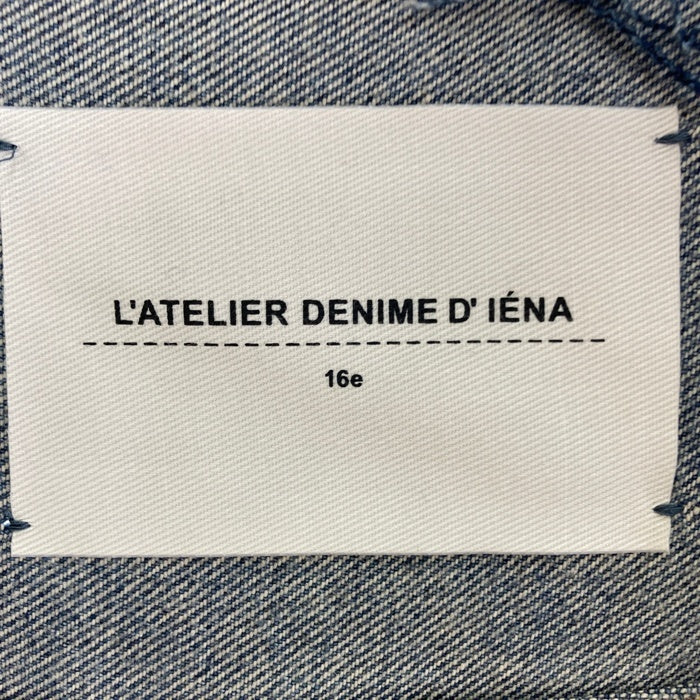 L'ATELIER DENIME D' IÉNA
16e